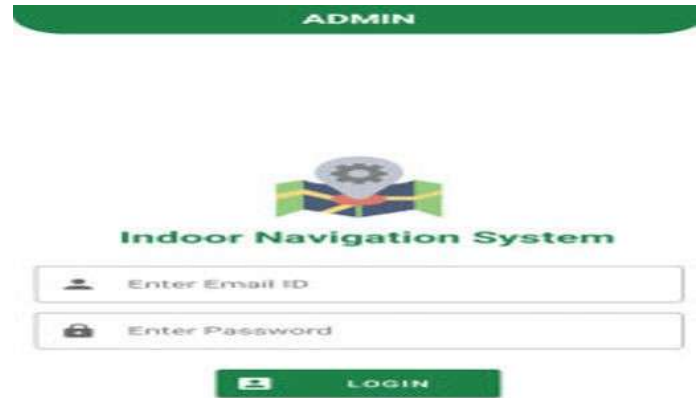 ADMIN
Indoor Navigation System
Enter Email ID
Enter Password
LOGIN